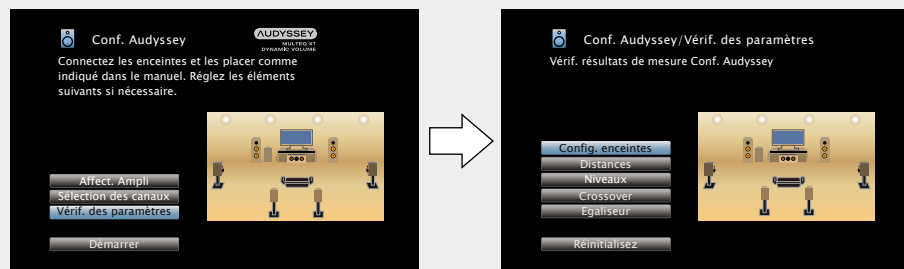 Conf. Audyssey
AUDYSSEY
MULTEQ XT
DYNAMIC VOLUME
Connectez les enceintes et les placer comme
indiqué dans le manuel. Réglez les éléments
suivants si nécessaire.
Affect. Ampli
Sélection des canaux
Vérif. des paramètres
Démarrer
Conf. Audyssey/Vérif. des paramètres
Vérif. résultats de mesure Conf. Audyssey
Config. enceintes
Distances
Niveaux
Crossover
Egaliseur
Réinitialisez